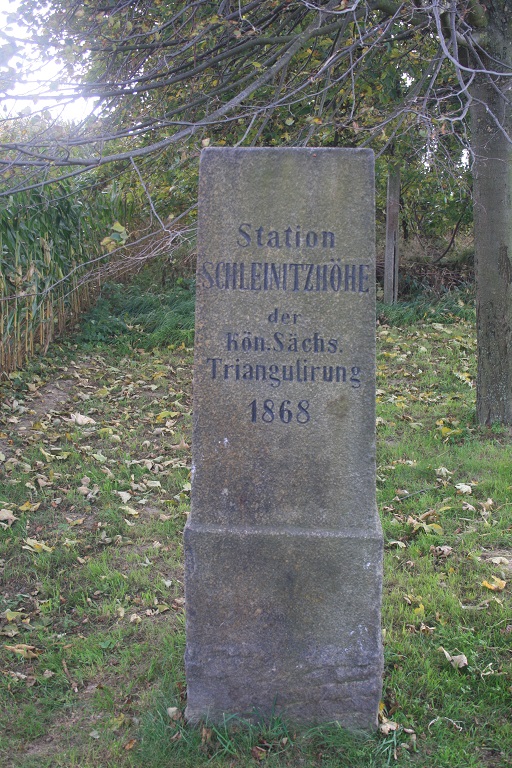 Station
SCHLEINITZHÖHE
der
Kön. Sächs.
Triangulirung
1868